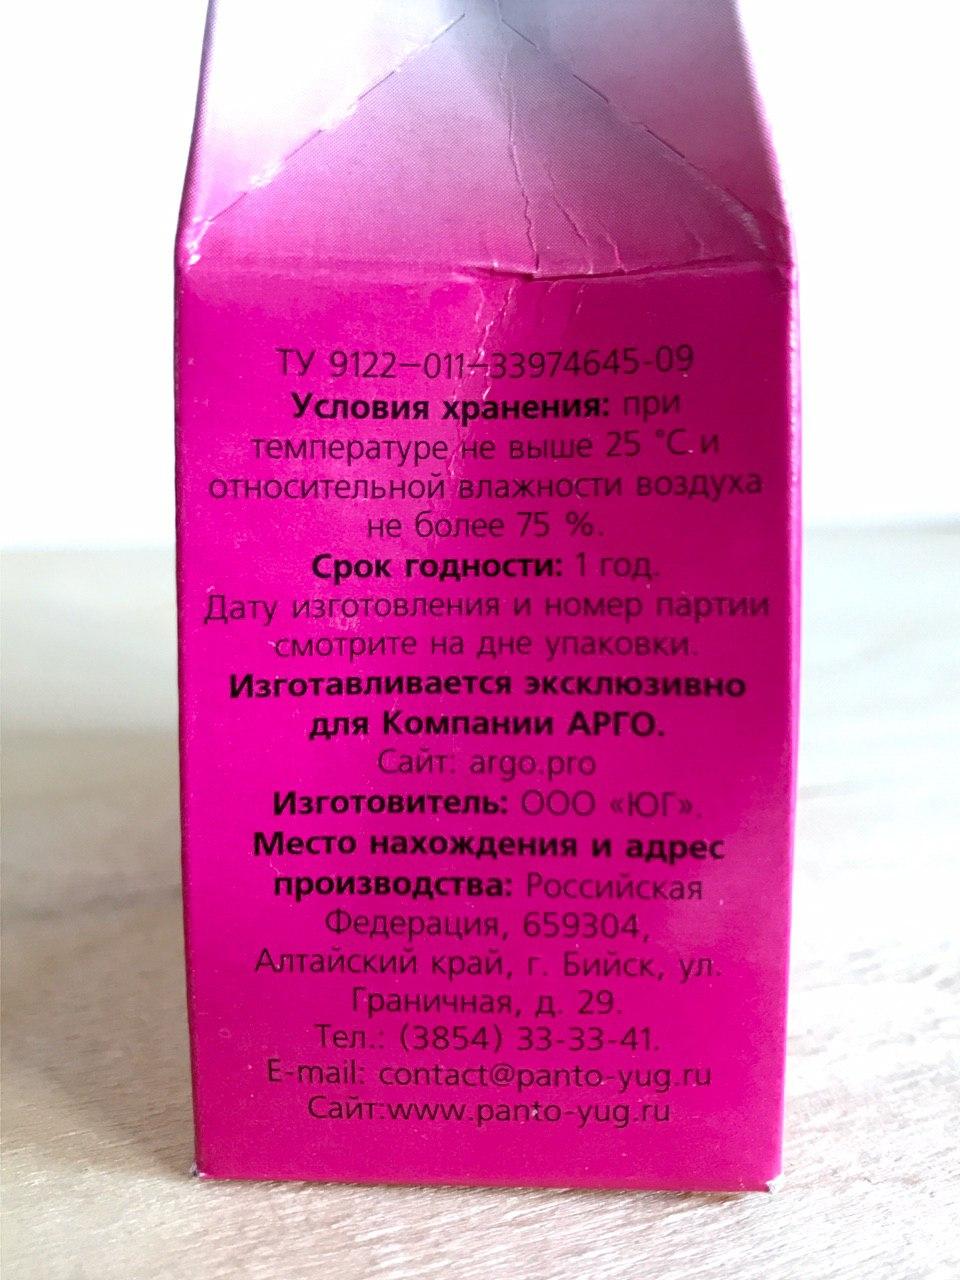 ТУ 9122-011-33974645-09
Условия хранения: при
температуре не выше 25 °С и
относительной влажности воздуха
не более 75 %.
Срок годности: 1 год.
Дату изготовления и номер партии
смотрите на дне упаковки.
Изготавливается эксклюзивно
для Компании АРГО.
Сайт: argo.pro
Изготовитель: ООО «ЮГ».
Место нахождения и адрес
производства: Российская
Федерация, 659304,
Алтайский край, г. Бийск, ул.
Граничная, д. 29.
Тел.: (3854) 33-33-41.
E-mail: contact@panto-yug.ru
Сайт:www.panto-yug.ru